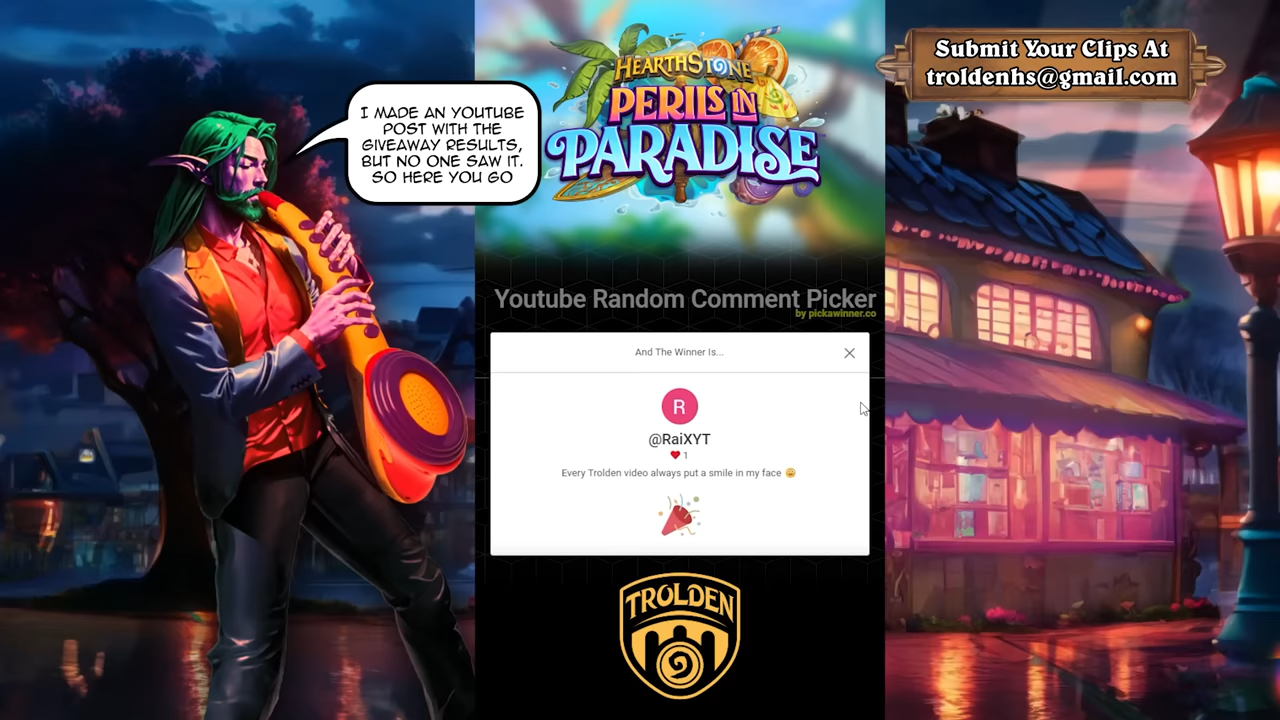 Submit Your Clips At
troldenhs@gmail.com
I MADE AN YOUTUBE
POST WITH THE
GIVEAWAY RESULTS,
BUT NO ONE SAW IT.
SO HERE YOU GO
HEARTHSTONE
PERILS IN
PARADISE
Youtube Random Comment Picker
by pickawinner.co
And The Winner Is...
R
@RaiXYT
1
Every Trolden video always put a smile in my face
TROLDEN